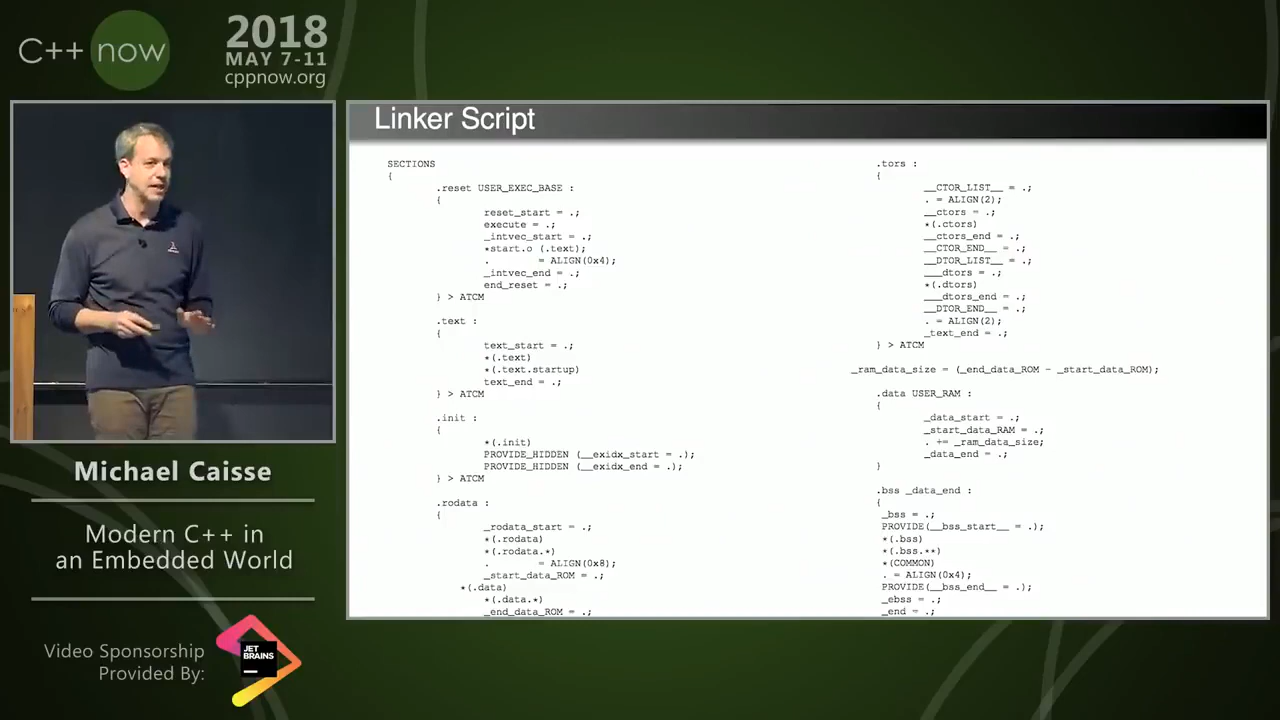 C++ now
2018
MAY 7-11
cppnow.org
Linker Script
SECTIONS
{
.reset USER_EXEC_BASE :
{
reset_start = .;
execute = .;
_intvec_start = .;
*start.o (.text);
. = ALIGN(0x4);
_intvec_end = .;
end_reset = .;
} > ATCM
.text :
{
text_start = .;
*(.text)
*(.text.startup)
text_end = .;
} > ATCM
.init :
{
*(.init)
PROVIDE_HIDDEN (__exidx_start = .);
PROVIDE_HIDDEN (__exidx_end = .);
} > ATCM
.rodata :
{
_rodata_start = .;
*(.rodata)
*(.rodata.*)
. = ALIGN(0x8);
_start_data_ROM = .;
*(.data)
*(.data.*)
_end_data_ROM = .;
.tors :
{
__CTOR_LIST__ = .;
. = ALIGN(2);
__ctors = .;
*(.ctors)
__ctors_end = .;
__CTOR_END__ = .;
__DTOR_LIST__ = .;
___dtors = .;
*(.dtors)
___dtors_end = .;
__DTOR_END__ = .;
. = ALIGN(2);
_text_end = .;
} > ATCM
_ram_data_size = (_end_data_ROM - _start_data_ROM);
.data USER_RAM :
{
_data_start = .;
_start_data_RAM = .;
. += _ram_data_size;
_data_end = .;
}
.bss _data_end :
{
_bss = .;
PROVIDE(__bss_start__ = .);
*(.bss)
*(.bss.**)
*(COMMON)
. = ALIGN(0x4);
PROVIDE(__bss_end__ = .);
_ebss = .;
_end = .;
Michael Caisse
Modern C++ in
an Embedded World
Video Sponsorship
Provided By:
JET
BRAINS